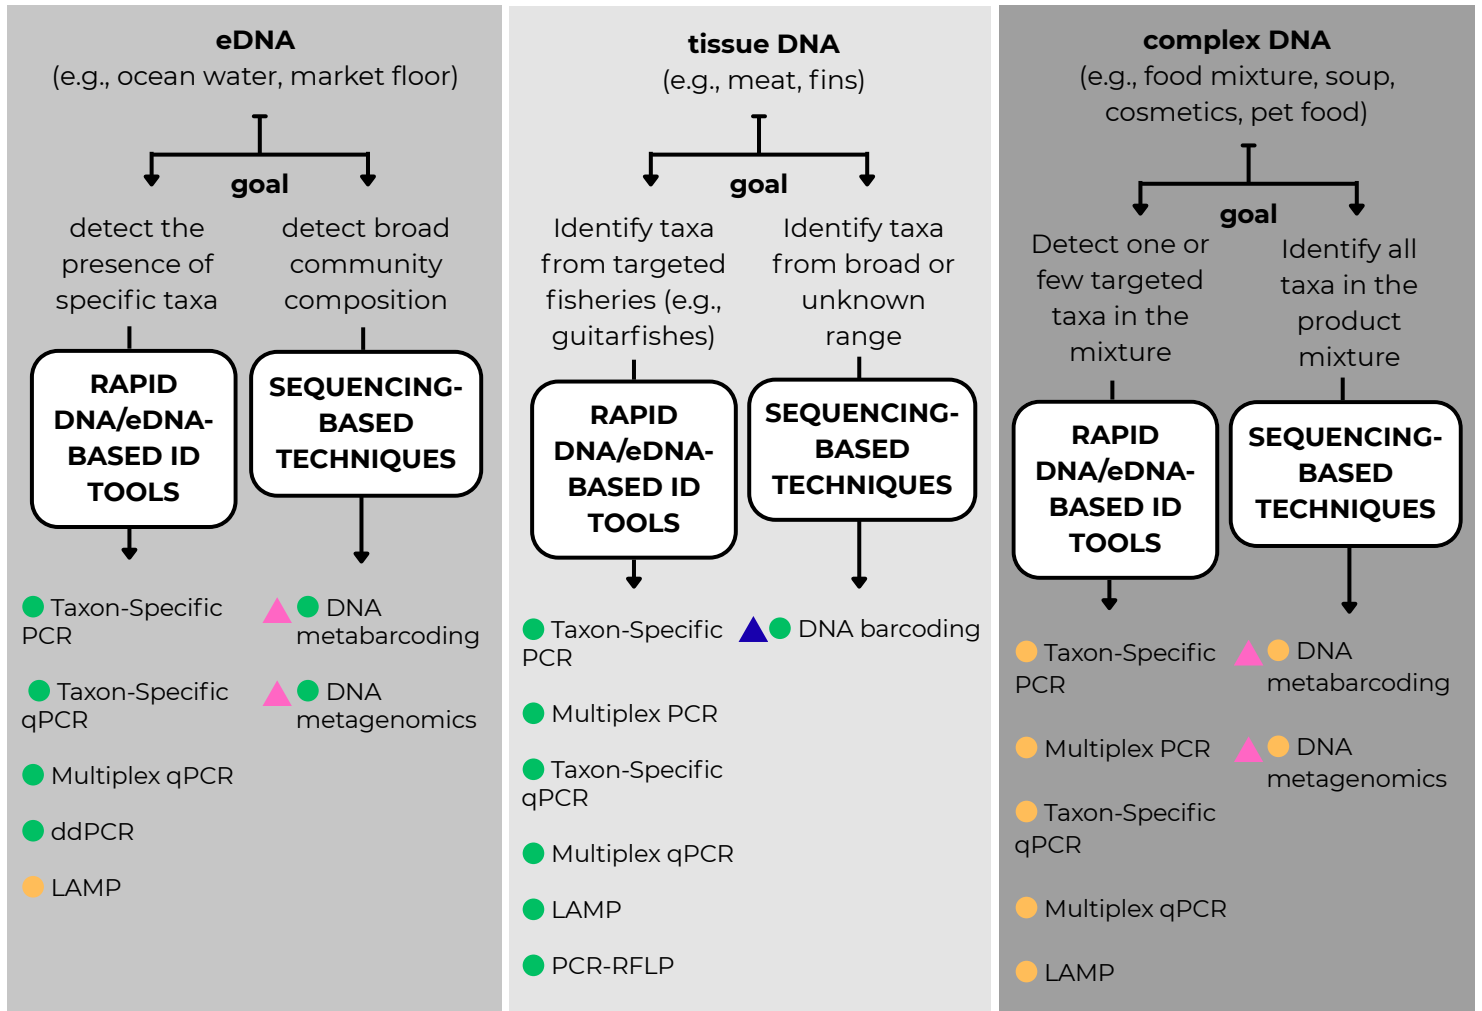 eDNA
(e.g., ocean water, market floor)
goal
detect the
presence of
specific taxa
detect broad
community
composition
RAPID
DNA/eDNA-
BASED ID
TOOLS
SEQUENCING-
BASED
TECHNIQUES
Taxon-Specific
PCR
Taxon-Specific
qPCR
Multiplex qPCR
ddPCR
LAMP
DNA
metabarcoding
DNA
metagenomics
tissue DNA
(e.g., meat, fins)
goal
Identify taxa
from targeted
fisheries (e.g.,
guitarfishes)
Identify taxa
from broad or
unknown
range
RAPID
DNA/eDNA-
BASED ID
TOOLS
SEQUENCING-
BASED
TECHNIQUES
Taxon-Specific
PCR
Multiplex PCR
Taxon-Specific
qPCR
Multiplex qPCR
LAMP
PCR-RFLP
DNA barcoding
complex DNA
(e.g., food mixture, soup,
cosmetics, pet food)
goal
Detect one or
few targeted
taxa in the
mixture
Identify all
taxa in the
product
mixture
RAPID
DNA/eDNA-
BASED ID
TOOLS
SEQUENCING-
BASED
TECHNIQUES
Taxon-Specific
PCR
Multiplex PCR
Taxon-Specific
qPCR
Multiplex qPCR
LAMP
DNA
metabarcoding
DNA
metagenomics